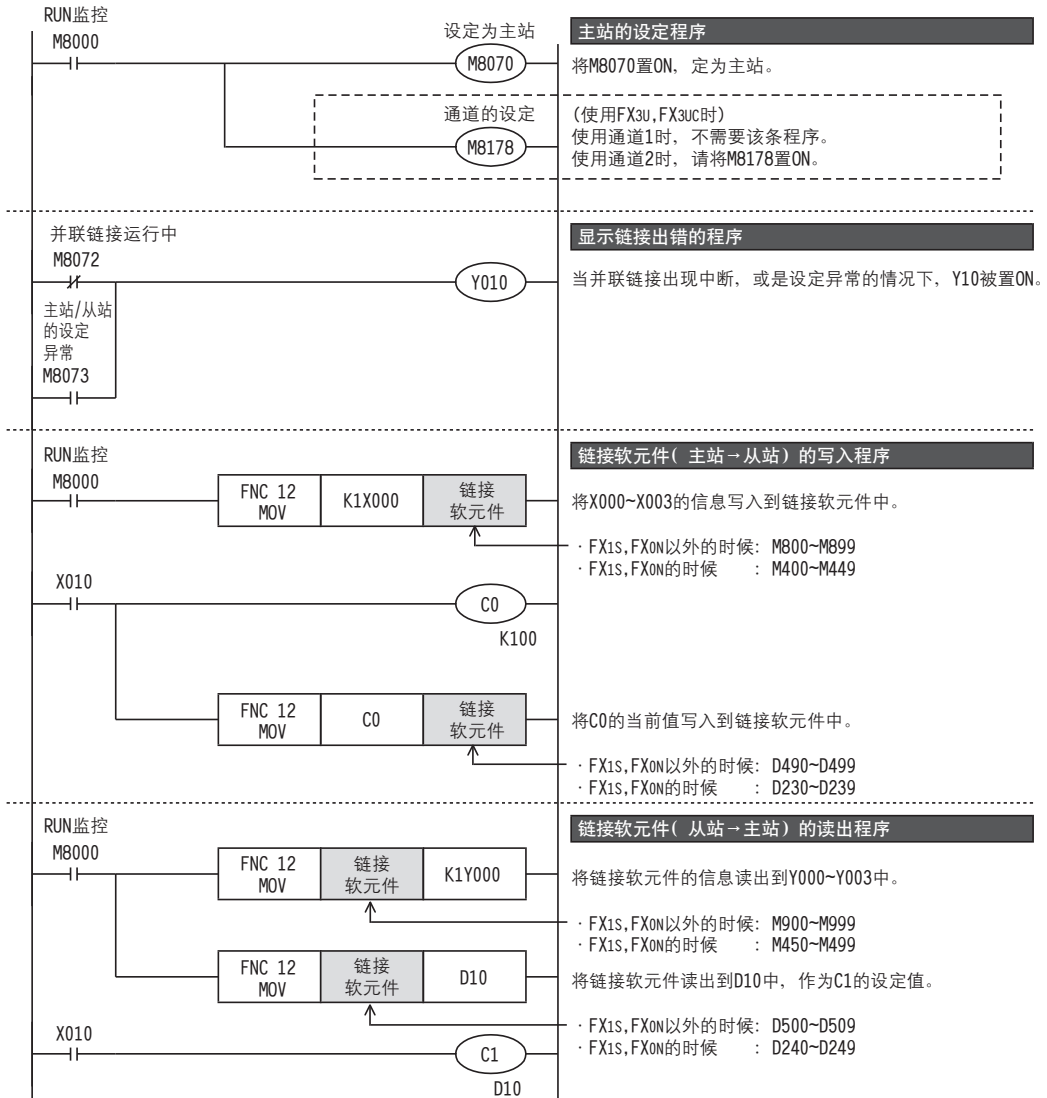 RUN监控
M8000
设定为主站
M8070
主站的设定程序
将M8070置ON，定为主站。
通道的设定
M8178
(使用FX3U,FX3UC时)
使用通道1时，不需要该条程序。
使用通道2时，请将M8178置ON。
并联链接运行中
M8072
Y010
主站/从站
的设定
异常
M8073
显示链接出错的程序
当并联链接出现中断，或是设定异常的情况下，Y10被置ON。
RUN监控
M8000
FNC 12
MOV
K1X000
链接
软元件
链接软元件( 主站→从站) 的写入程序
将X000~X003的信息写入到链接软元件中。
· FX1S,FX0N以外的时候: M800~M899
· FX1S,FX0N的时候 : M400~M449
X010
C0
K100
FNC 12
MOV
C0
链接
软元件
将C0的当前值写入到链接软元件中。
· FX1S,FX0N以外的时候: D490~D499
· FX1S,FX0N的时候 : D230~D239
RUN监控
M8000
FNC 12
MOV
链接
软元件
K1Y000
链接软元件( 从站→主站) 的读出程序
将链接软元件的信息读出到Y000~Y003中。
· FX1S,FX0N以外的时候: M900~M999
· FX1S,FX0N的时候 : M450~M499
FNC 12
MOV
链接
软元件
D10
将链接软元件读出到D10中，作为C1的设定值。
· FX1S,FX0N以外的时候: D500~D509
· FX1S,FX0N的时候 : D240~D249
X010
C1
D10